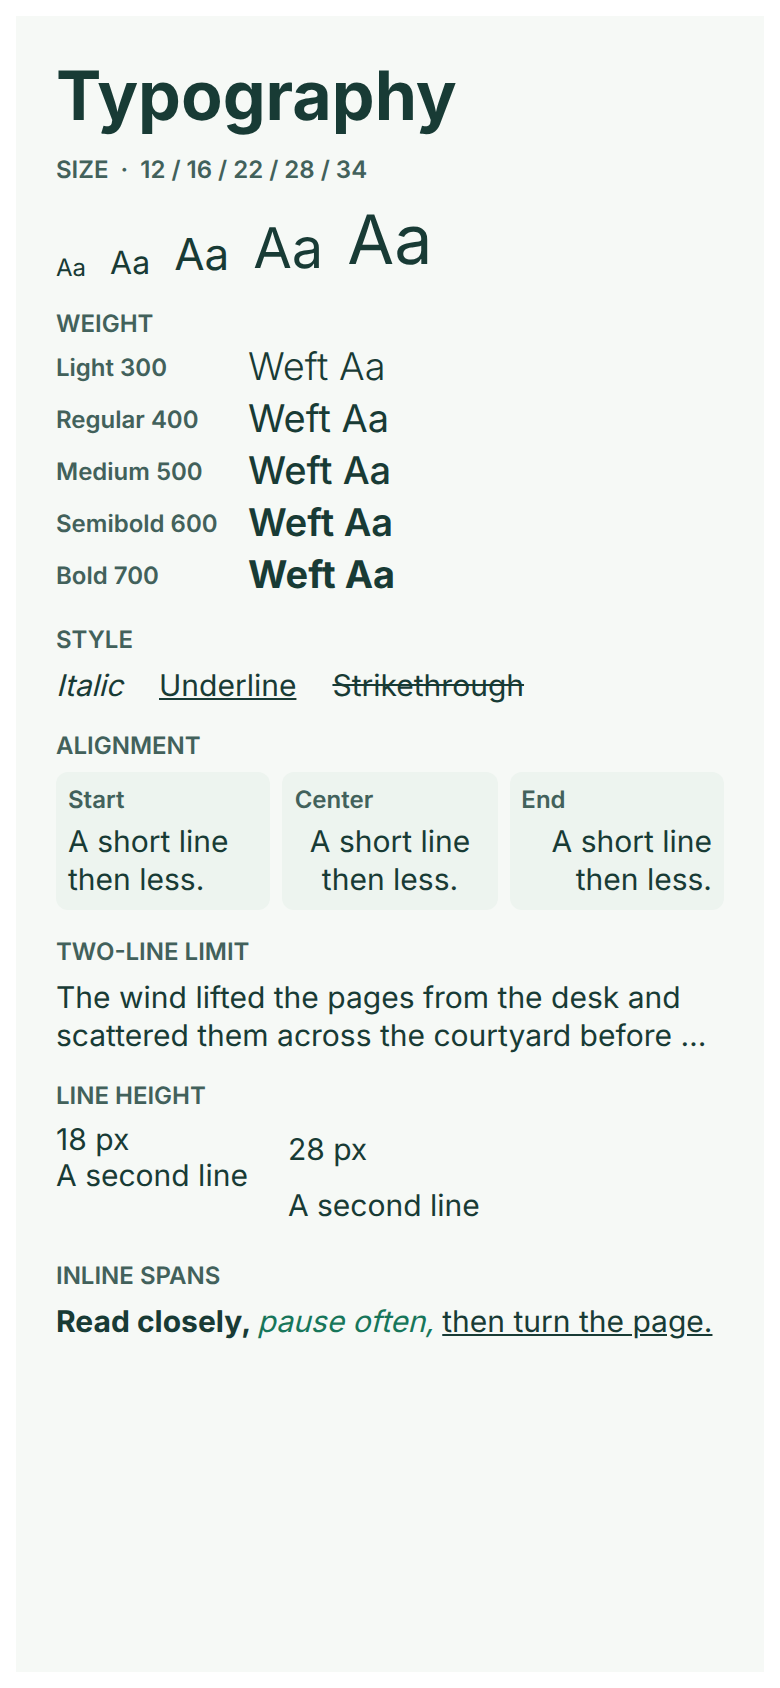 Typography
SIZE · 12 / 16 / 22 / 28 / 34
Aa Aa Aa Aa Aa
WEIGHT
Light 300 Weft Aa
Regular 400 Weft Aa
Medium 500 Weft Aa
Semibold 600 Weft Aa
Bold 700 Weft Aa
STYLE
Italic Underline Strikethrough
ALIGNMENT
Start
A short line
then less.
Center
A short line
then less.
End
A short line
then less.
TWO-LINE LIMIT
The wind lifted the pages from the desk and
scattered them across the courtyard before ...
LINE HEIGHT
18 px
A second line
28 px
A second line
INLINE SPANS
Read closely, pause often, then turn the page.